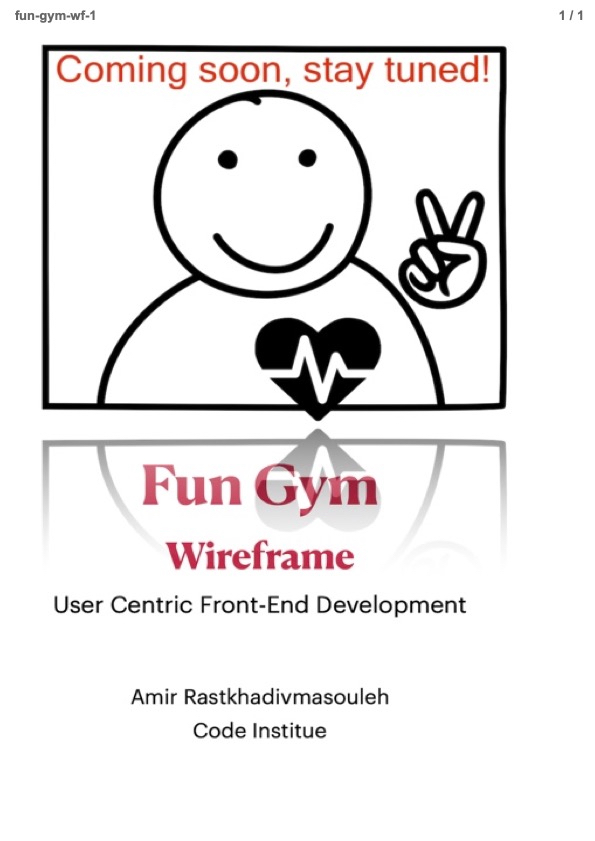 fun-gym-wf-1 1 / 1
Coming soon, stay tuned!
Fun Gym
Wireframe
User Centric Front-End Development
Amir Rastkhadivmasouleh
Code Institue